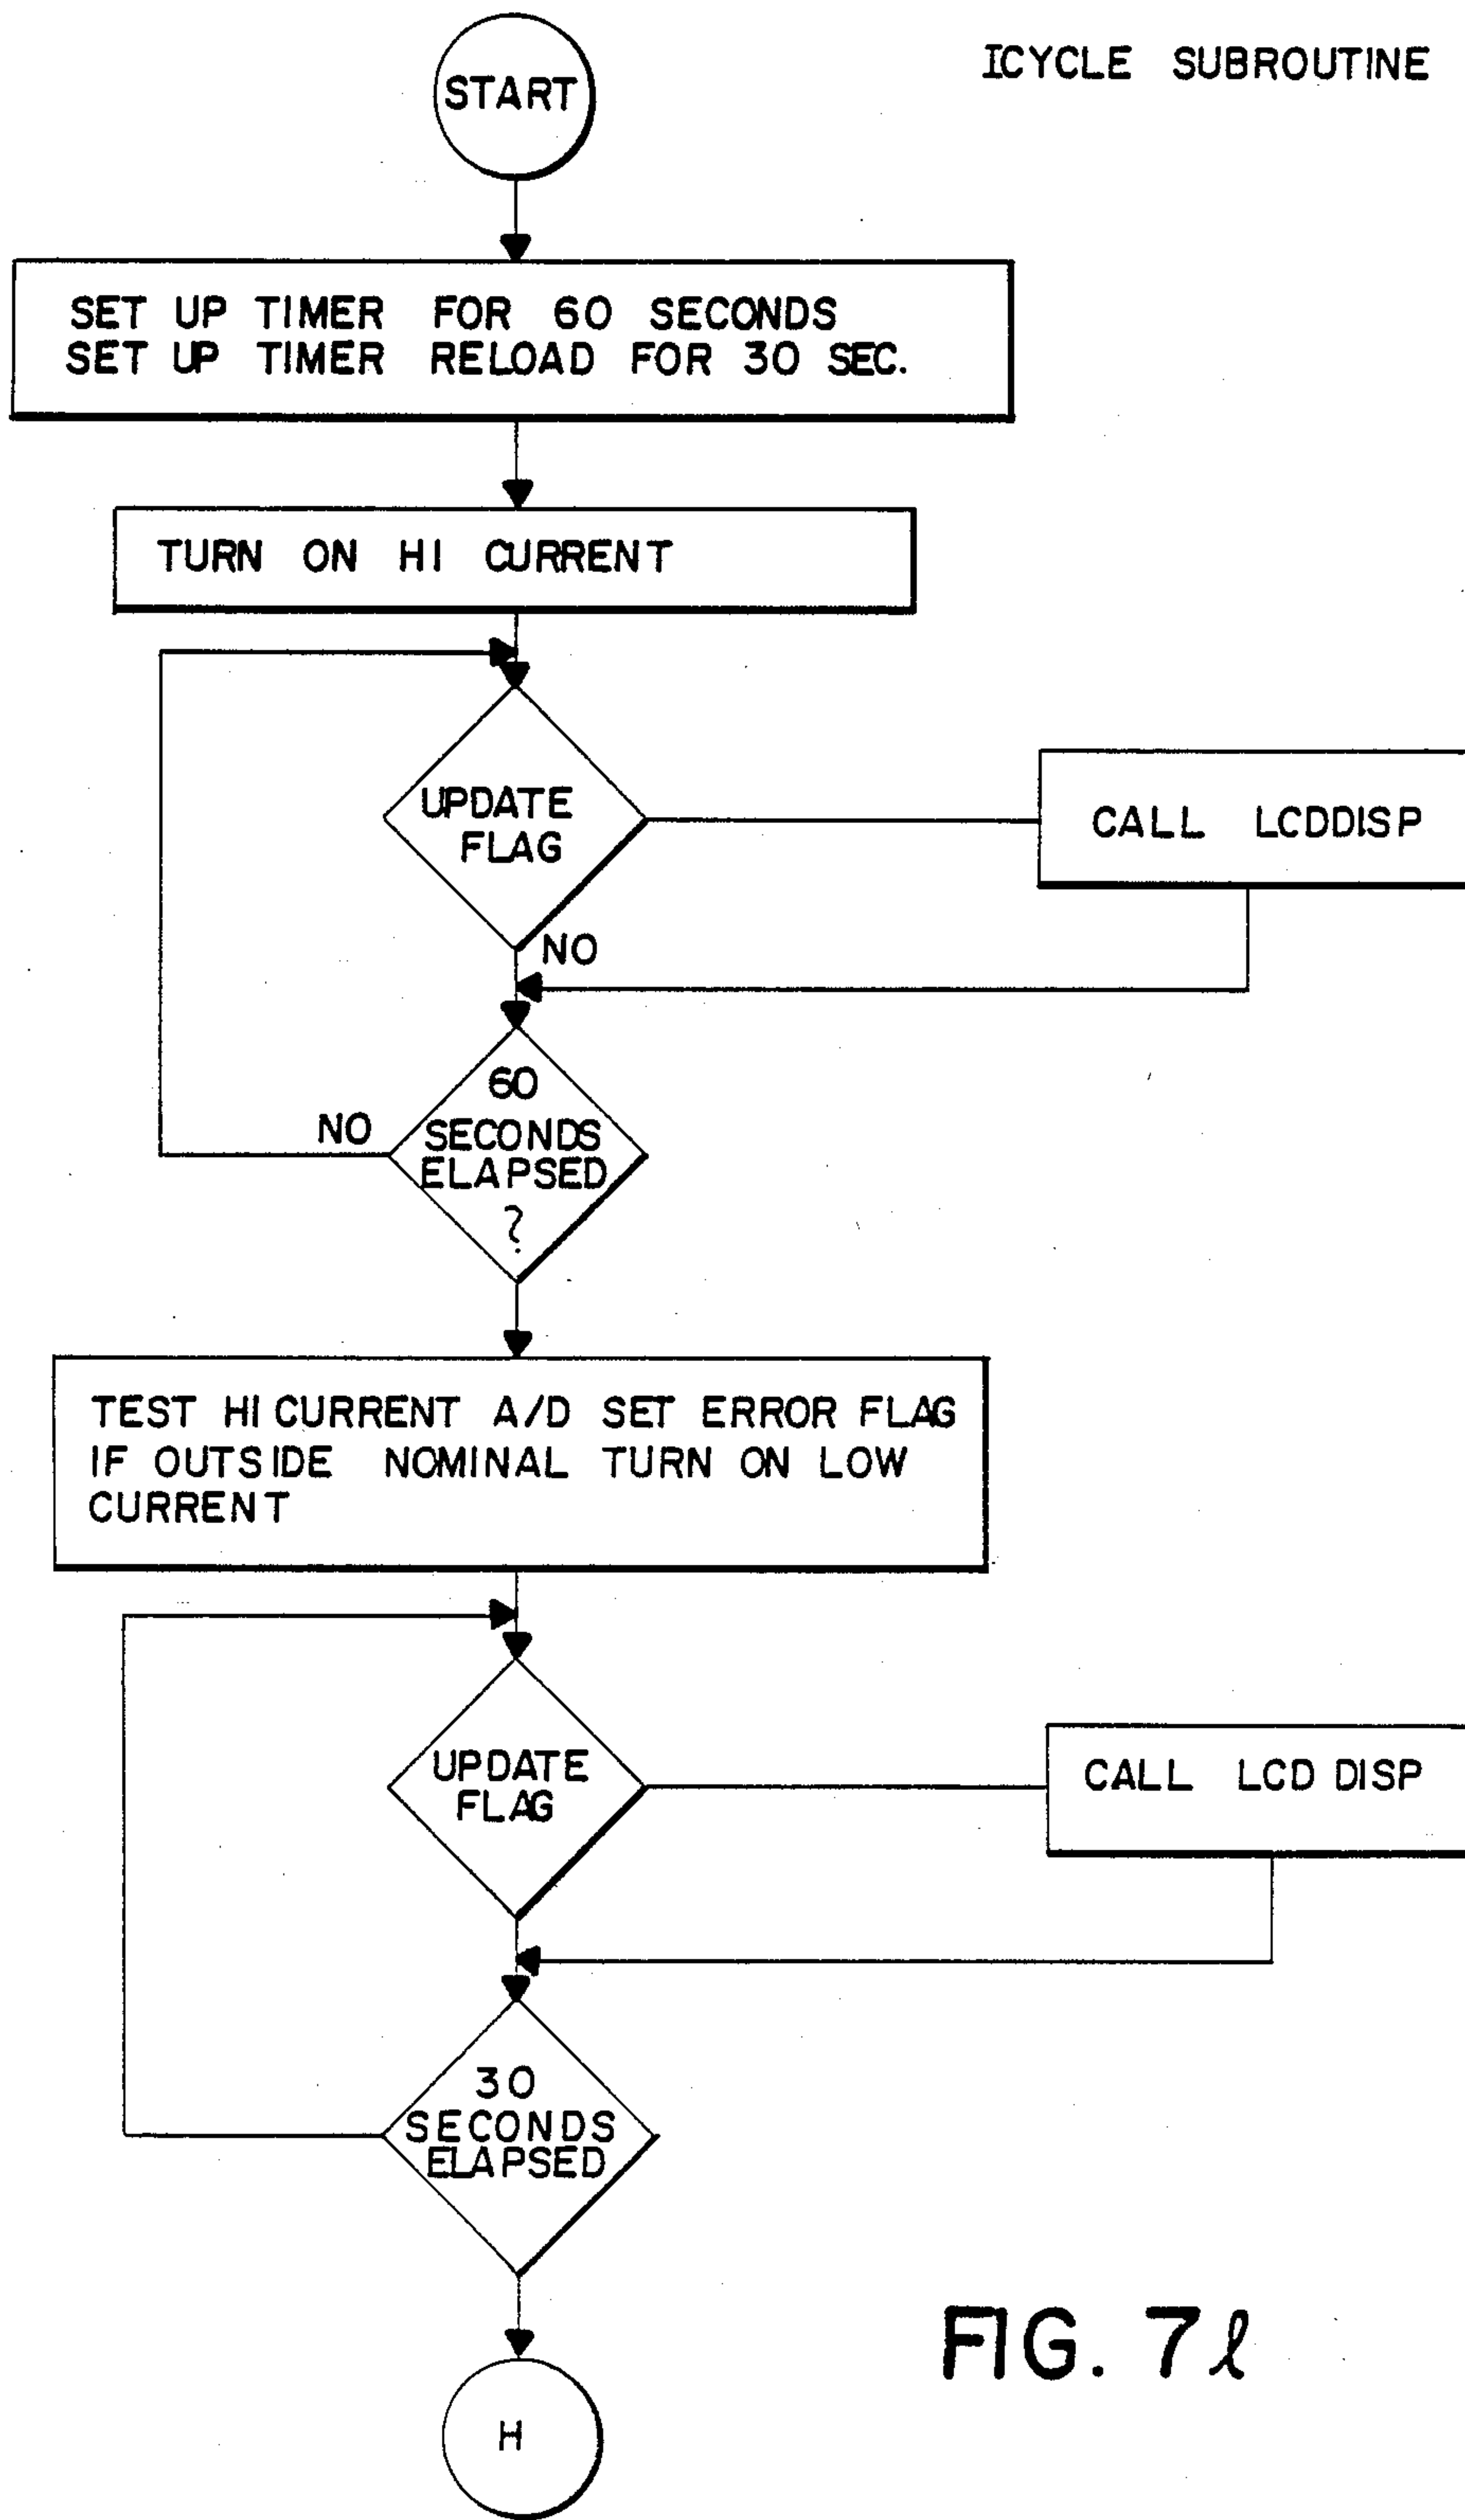 ICYCLE SUBROUTINE
START
SET UP TIMER FOR 60 SECONDS
SET UP TIMER RELOAD FOR 30 SEC.
TURN ON HI CURRENT
UPDATE
FLAG
CALL LCDDISP
NO
60
SECONDS
ELAPSED
?
NO
TEST HI CURRENT A/D SET ERROR FLAG
IF OUTSIDE NOMINAL TURN ON LOW
CURRENT
UPDATE
FLAG
CALL LCD DISP
30
SECONDS
ELAPSED
H
FIG. 7ℓ